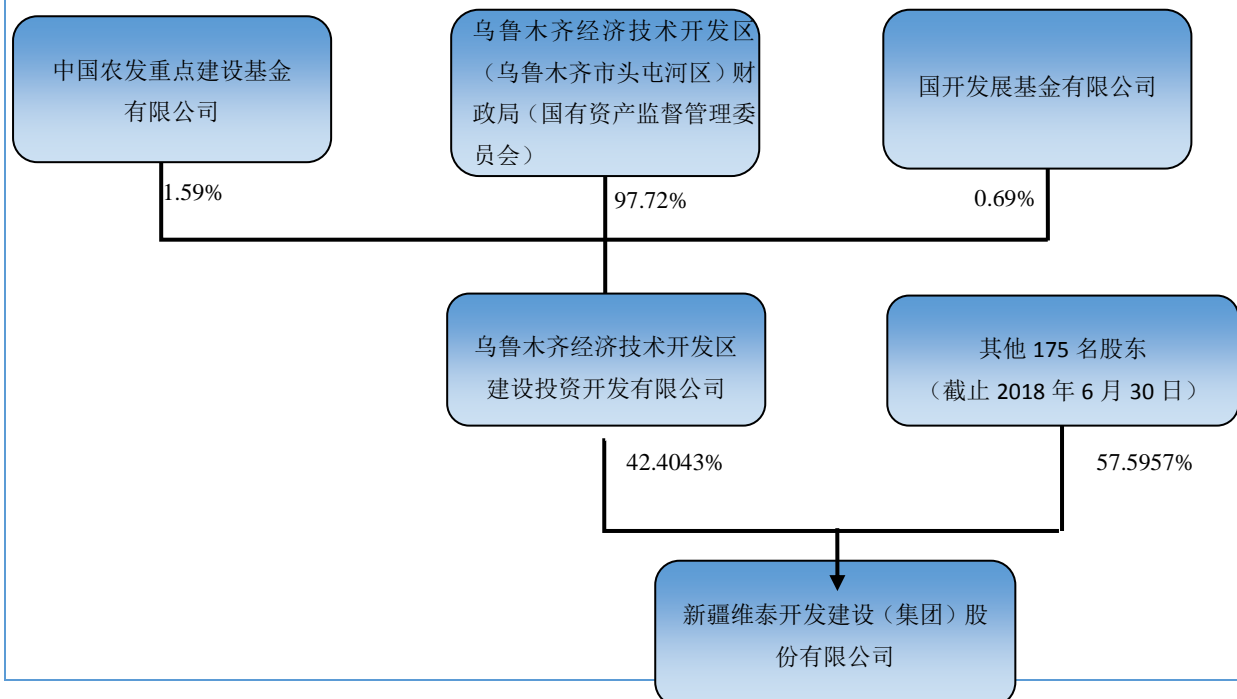 中国农发重点建设基金
有限公司
乌鲁木齐经济技术开发区
（乌鲁木齐市头屯河区）财
政局（国有资产监督管理委
员会）
国开发展基金有限公司
1.59%
97.72%
0.69%
乌鲁木齐经济技术开发区
建设投资开发有限公司
其他 175 名股东
（截止 2018 年 6 月 30 日）
42.4043%
57.5957%
新疆维泰开发建设（集团）股
份有限公司